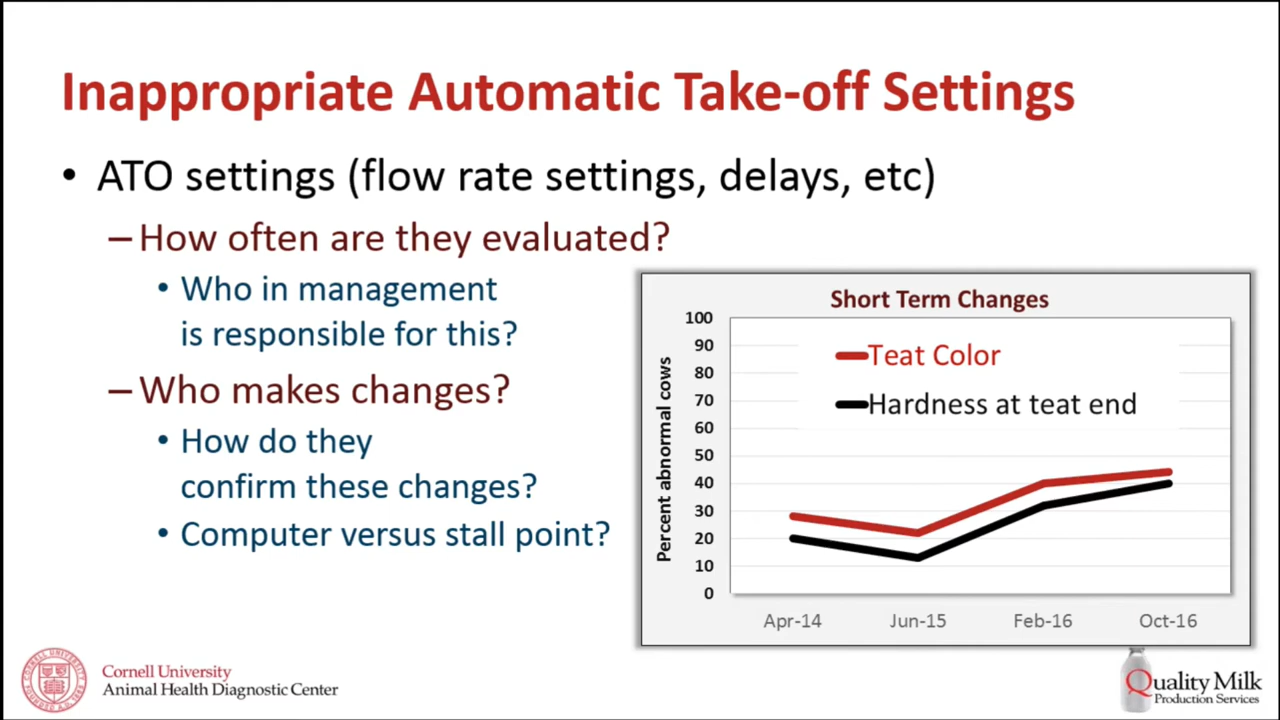 Inappropriate Automatic Take-off Settings
• ATO settings (flow rate settings, delays, etc)
–How often are they evaluated?
• Who in management
is responsible for this?
–Who makes changes?
• How do they
confirm these changes?
• Computer versus stall point?
Short Term Changes
Percent abnormal cows
100
90
80
70
60
50
40
30
20
10
0
Teat Color
Hardness at teat end
Apr-14 Jun-15 Feb-16 Oct-16
Cornell University
Animal Health Diagnostic Center
Quality Milk
Production Services